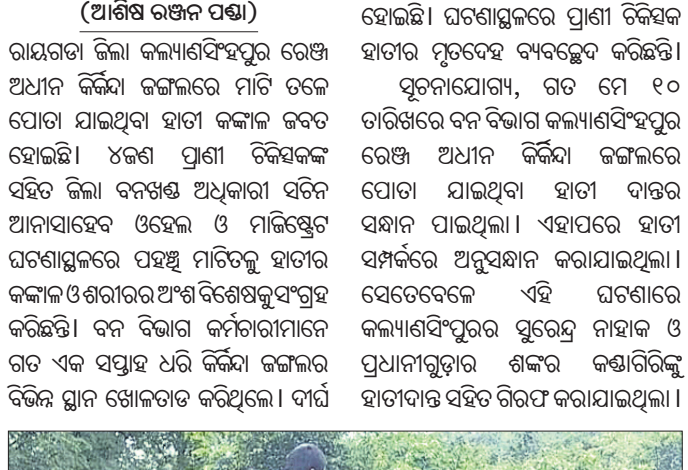 (ଆଶିଷ ରଞ୍ଜନ ପଣ୍ଡା)
ରାୟଗଡା ଜିଲା କଲ୍ୟାଣସିଂହପୁର ରେଞ୍ଜ
ଅଧୀନ କିର୍କିନ୍ଦା ଜଙ୍ଗଲରେ ମାଟି ତଳେ
ପୋତା ଯାଇଥିବା ହାତୀ କଙ୍କାଳ ଜବତ
ହୋଇଛି। ୪ଜଣ ପ୍ରାଣୀ ଚିକିତ୍ସକଙ୍କ
ସହିତ ଜିଲା ବନଖଣ୍ଡ ଅଧିକାରୀ ସଚିନ
ଆନାସାହେବ ଓହେଲ ଓ ମାଜିଷ୍ଟ୍ରେଟ
ଘଟଣାସ୍ଥଳରେ ପହଞ୍ଚି ମାଟିତଳୁ ହାତୀର
କଙ୍କାଳ ଓ ଶରୀରର ଅଂଶ ବିଶେଷକୁ ସଂଗ୍ରହ
କରିଛନ୍ତି। ବନ ବିଭାଗ କର୍ମଚାରୀମାନେ
ଗତ ଏକ ସପ୍ତାହ ଧରି କିର୍କିନ୍ଦା ଜଙ୍ଗଲର
ବିଭିନ୍ନ ସ୍ଥାନ ଖୋଳତାଡ କରିଥିଲେ। ଦୀର୍ଘ
ହୋଇଛି। ଘଟଣାସ୍ଥଳରେ ପ୍ରାଣୀ ଚିକିତ୍ସକ
ହାତୀର ମୃତଦେହ ବ୍ୟବଚ୍ଛେଦ କରିଛନ୍ତି।
ସୂଚନାଯୋଗ୍ୟ, ଗତ ମେ ୧୦
ତାରିଖରେ ବନ ବିଭାଗ କଲ୍ୟାଣସିଂହପୁର
ରେଞ୍ଜ ଅଧୀନ କିର୍କିନ୍ଦା ଜଙ୍ଗଲରେ
ପୋତା ଯାଇଥିବା ହାତୀ ଦାନ୍ତର
ସନ୍ଧାନ ପାଇଥିଲା। ଏହାପରେ ହାତୀ
ସମ୍ପର୍କରେ ଅନୁସନ୍ଧାନ କରାଯାଇଥିଲା।
ସେତେବେଳେ ଏହି ଘଟଣାରେ
କଲ୍ୟାଣସିଂପୁରର ସୁରେନ୍ଦ୍ର ନାହାକ ଓ
ପ୍ରଧାନୀଗୁଡ଼ାର ଶଙ୍କର କଣ୍ଡାଗିରିଙ୍କୁ
ହାତୀଦାନ୍ତ ସହିତ ଗିରଫ କରାଯାଇଥିଲା।